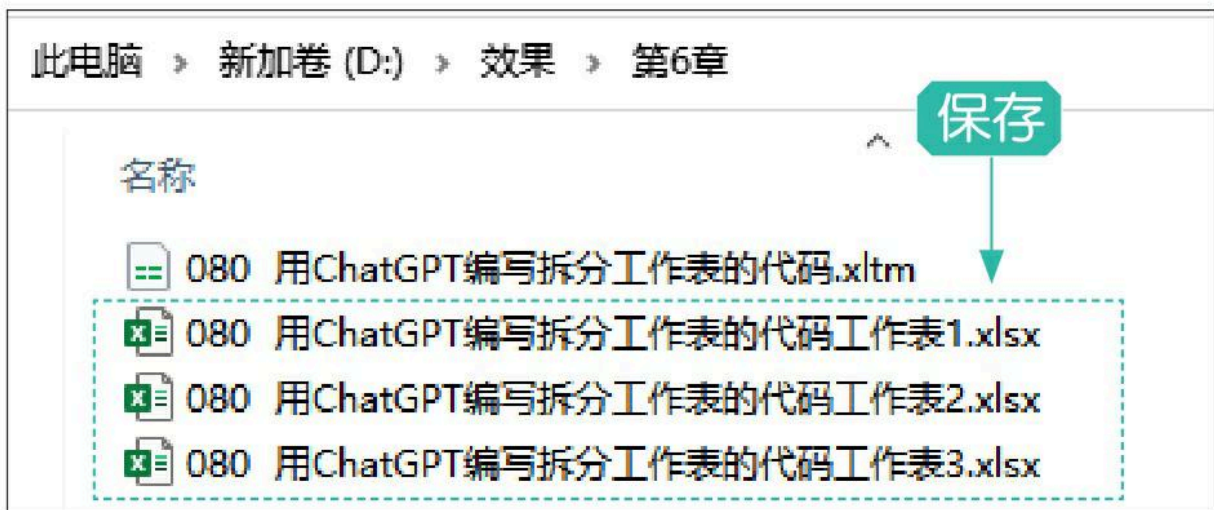 此电脑 › 新加卷 (D:) › 效果 › 第6章
保存
名称
080 用ChatGPT编写拆分工作表的代码.xltm
080 用ChatGPT编写拆分工作表的代码工作表1.xlsx
080 用ChatGPT编写拆分工作表的代码工作表2.xlsx
080 用ChatGPT编写拆分工作表的代码工作表3.xlsx